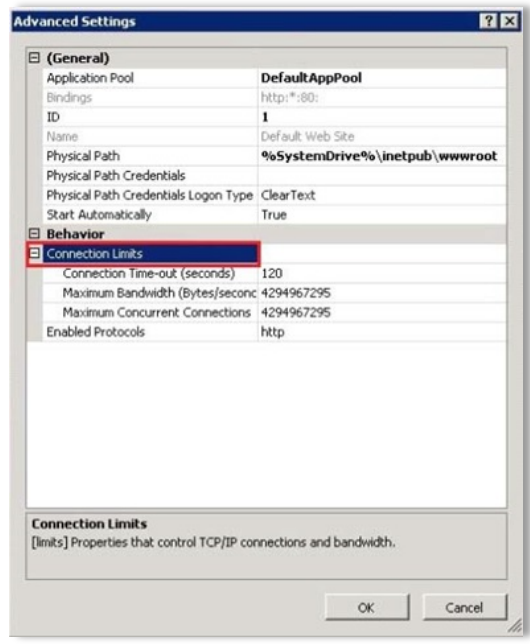 Advanced Settings
(General)
Application Pool DefaultAppPool
Bindings http:*:80:
ID 1
Name Default Web Site
Physical Path %SystemDrive%\inetpub\wwwroot
Physical Path Credentials
Physical Path Credentials Logon Type ClearText
Start Automatically True
Behavior
Connection Limits
Connection Time-out (seconds) 120
Maximum Bandwidth (Bytes/second 4294967295
Maximum Concurrent Connections 4294967295
Enabled Protocols http
Connection Limits
[limits] Properties that control TCP/IP connections and bandwidth.
OK Cancel